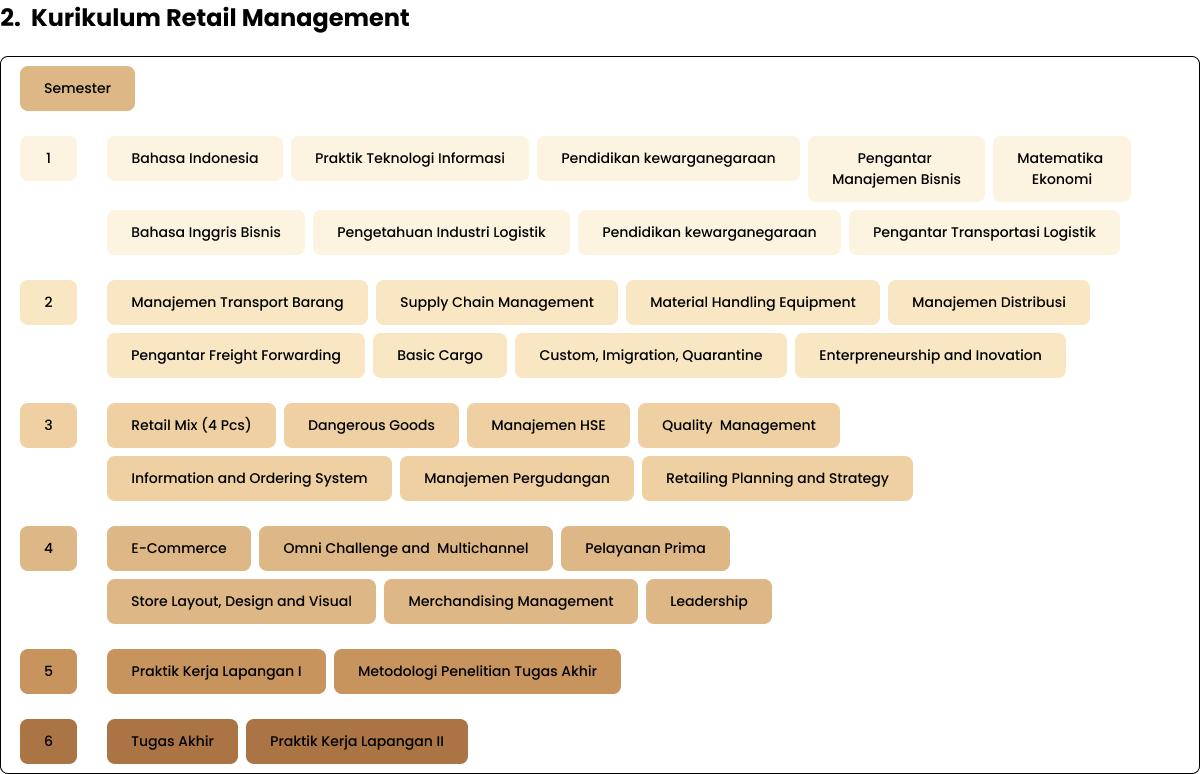 2. Kurikulum Retail Management
Semester
1 Bahasa Indonesia Praktik Teknologi Informasi Pendidikan kewarganegaraan Pengantar Manajemen Bisnis Matematika Ekonomi
Bahasa Inggris Bisnis Pengetahuan Industri Logistik Pendidikan kewarganegaraan Pengantar Transportasi Logistik
2 Manajemen Transport Barang Supply Chain Management Material Handling Equipment Manajemen Distribusi
Pengantar Freight Forwarding Basic Cargo Custom, Imigration, Quarantine Enterpreneurship and Inovation
3 Retail Mix (4 Pcs) Dangerous Goods Manajemen HSE Quality Management
Information and Ordering System Manajemen Pergudangan Retailing Planning and Strategy
4 E-Commerce Omni Challenge and Multichannel Pelayanan Prima
Store Layout, Design and Visual Merchandising Management Leadership
5 Praktik Kerja Lapangan I Metodologi Penelitian Tugas Akhir
6 Tugas Akhir Praktik Kerja Lapangan II